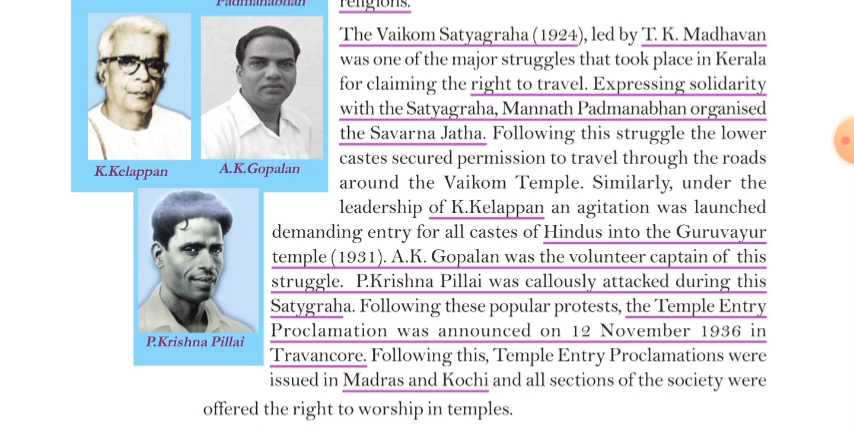 Padmanabhan
religions.
The Vaikom Satyagraha (1924), led by T. K. Madhavan
was one of the major struggles that took place in Kerala
for claiming the right to travel. Expressing solidarity
with the Satyagraha, Mannath Padmanabhan organised
the Savarna Jatha. Following this struggle the lower
castes secured permission to travel through the roads
around the Vaikom Temple. Similarly, under the
leadership of K.Kelappan an agitation was launched
demanding entry for all castes of Hindus into the Guruvayur
temple (1931). A.K. Gopalan was the volunteer captain of this
struggle. P.Krishna Pillai was callously attacked during this
Satygraha. Following these popular protests, the Temple Entry
Proclamation was announced on 12 November 1936 in
Travancore. Following this, Temple Entry Proclamations were
issued in Madras and Kochi and all sections of the society were
offered the right to worship in temples.
K.Kelappan
A.K.Gopalan
P.Krishna Pillai